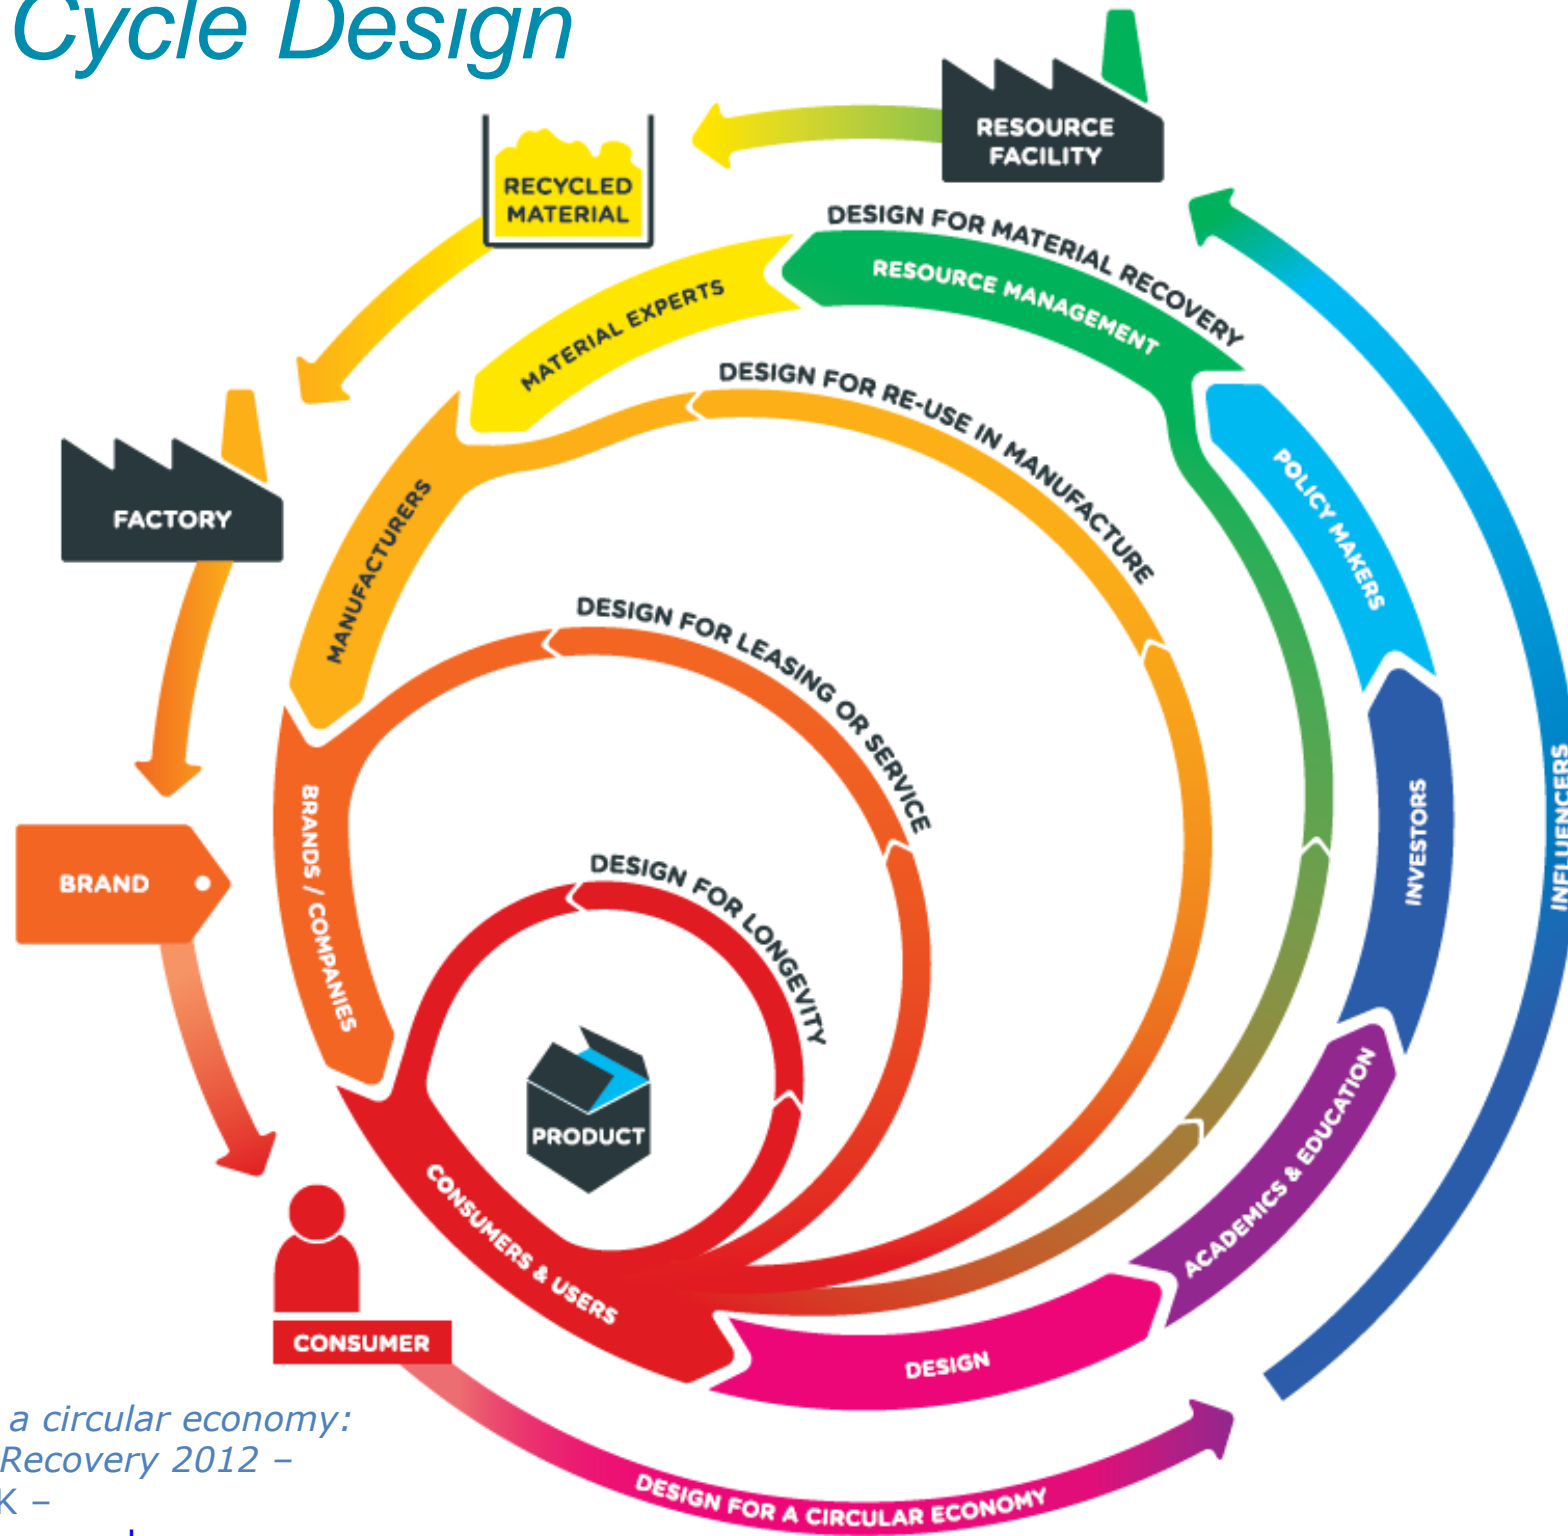 Cycle Design
RESOURCE
FACILITY
RECYCLED
MATERIAL
DESIGN FOR MATERIAL RECOVERY
RESOURCE MANAGEMENT
MATERIAL EXPERTS
DESIGN FOR RE-USE IN MANUFACTURE
POLICY MAKERS
FACTORY
MANUFACTURERS
DESIGN FOR LEASING OR SERVICE
INFLUENCERS
INVESTORS
BRANDS / COMPANIES
BRAND
DESIGN FOR LONGEVITY
PRODUCT
ACADEMICS & EDUCATION
CONSUMERS & USERS
CONSUMER
DESIGN
DESIGN FOR A CIRCULAR ECONOMY
a circular economy:
Recovery 2012 –
K –